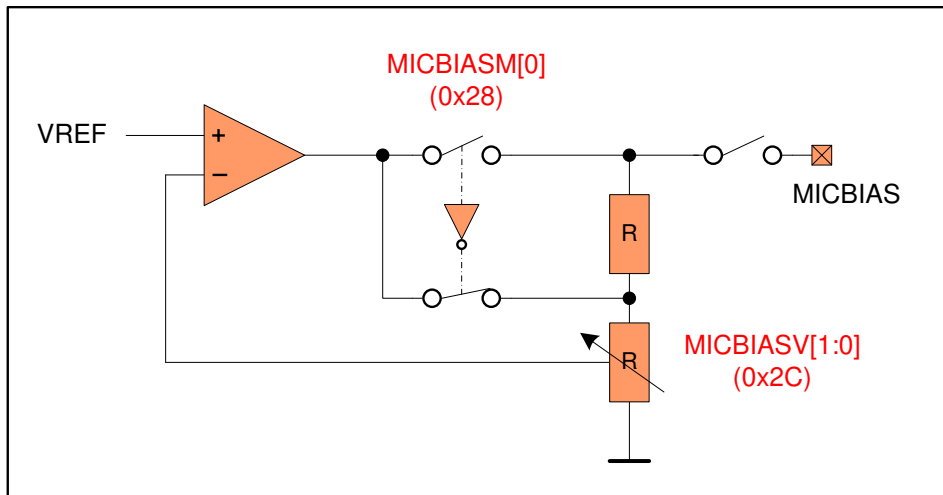 MICBIASM[0]
(0x28)
VREF
+
−
MICBIAS
R
R
MICBIASV[1:0]
(0x2C)